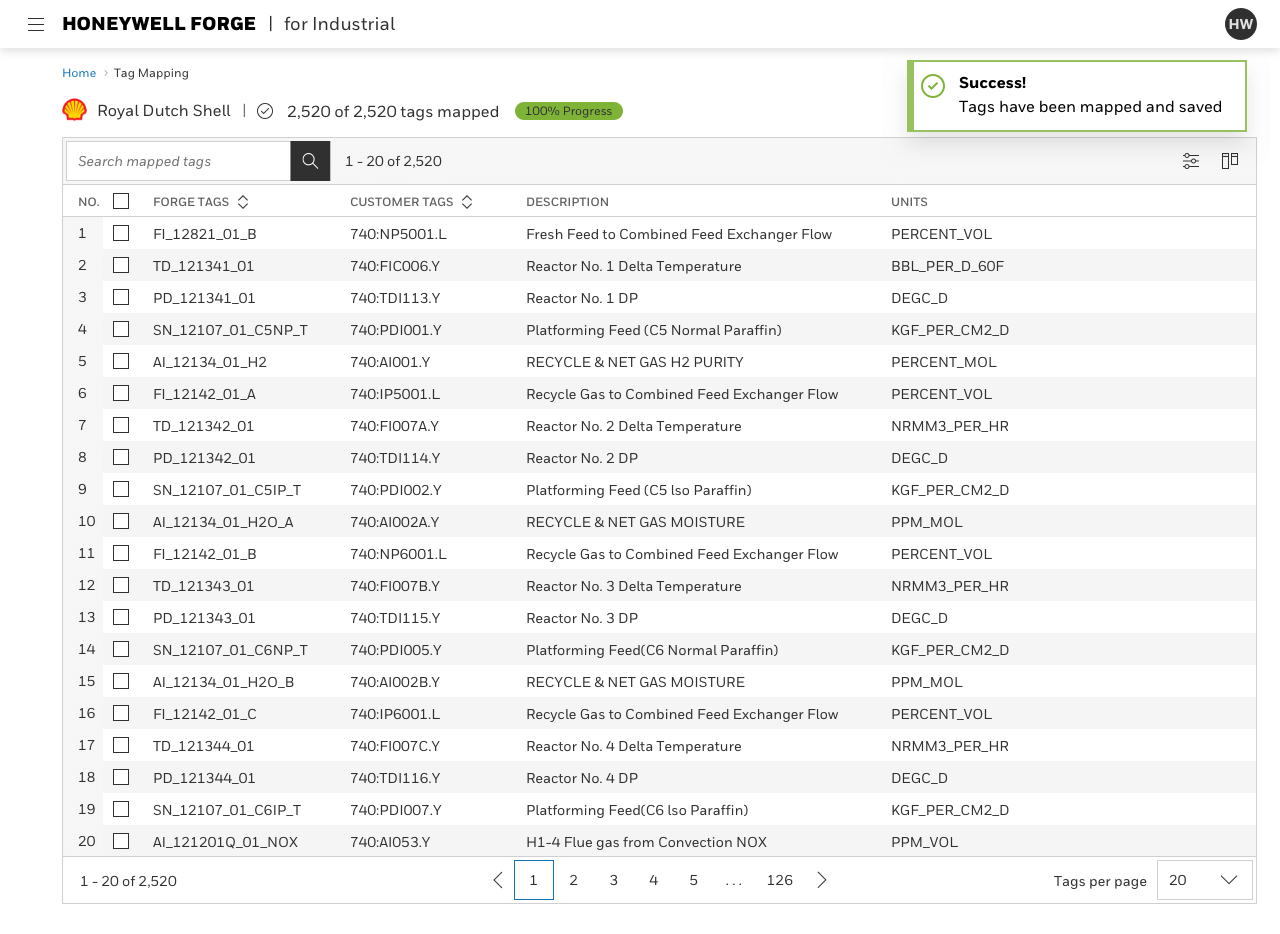 HONEYWELL FORGE | for Industrial
HW
Home > Tag Mapping
Success!
Tags have been mapped and saved
Royal Dutch Shell | 2,520 of 2,520 tags mapped 100% Progress
Search mapped tags 1 - 20 of 2,520
NO. FORGE TAGS CUSTOMER TAGS DESCRIPTION UNITS
1 FI_12821_01_B 740:NP5001.L Fresh Feed to Combined Feed Exchanger Flow PERCENT_VOL
2 TD_121341_01 740:FIC006.Y Reactor No. 1 Delta Temperature BBL_PER_D_60F
3 PD_121341_01 740:TDI113.Y Reactor No. 1 DP DEGC_D
4 SN_12107_01_C5NP_T 740:PDI001.Y Platforming Feed (C5 Normal Paraffin) KGF_PER_CM2_D
5 AI_12134_01_H2 740:AI001.Y RECYCLE & NET GAS H2 PURITY PERCENT_MOL
6 FI_12142_01_A 740:IP5001.L Recycle Gas to Combined Feed Exchanger Flow PERCENT_VOL
7 TD_121342_01 740:FI007A.Y Reactor No. 2 Delta Temperature NRMM3_PER_HR
8 PD_121342_01 740:TDI114.Y Reactor No. 2 DP DEGC_D
9 SN_12107_01_C5IP_T 740:PDI002.Y Platforming Feed (C5 lso Paraffin) KGF_PER_CM2_D
10 AI_12134_01_H2O_A 740:AI002A.Y RECYCLE & NET GAS MOISTURE PPM_MOL
11 FI_12142_01_B 740:NP6001.L Recycle Gas to Combined Feed Exchanger Flow PERCENT_VOL
12 TD_121343_01 740:FI007B.Y Reactor No. 3 Delta Temperature NRMM3_PER_HR
13 PD_121343_01 740:TDI115.Y Reactor No. 3 DP DEGC_D
14 SN_12107_01_C6NP_T 740:PDI005.Y Platforming Feed(C6 Normal Paraffin) KGF_PER_CM2_D
15 AI_12134_01_H2O_B 740:AI002B.Y RECYCLE & NET GAS MOISTURE PPM_MOL
16 FI_12142_01_C 740:IP6001.L Recycle Gas to Combined Feed Exchanger Flow PERCENT_VOL
17 TD_121344_01 740:FI007C.Y Reactor No. 4 Delta Temperature NRMM3_PER_HR
18 PD_121344_01 740:TDI116.Y Reactor No. 4 DP DEGC_D
19 SN_12107_01_C6IP_T 740:PDI007.Y Platforming Feed(C6 lso Paraffin) KGF_PER_CM2_D
20 AI_121201Q_01_NOX 740:AI053.Y H1-4 Flue gas from Convection NOX PPM_VOL
1 - 20 of 2,520 1 2 3 4 5 ... 126 Tags per page 20